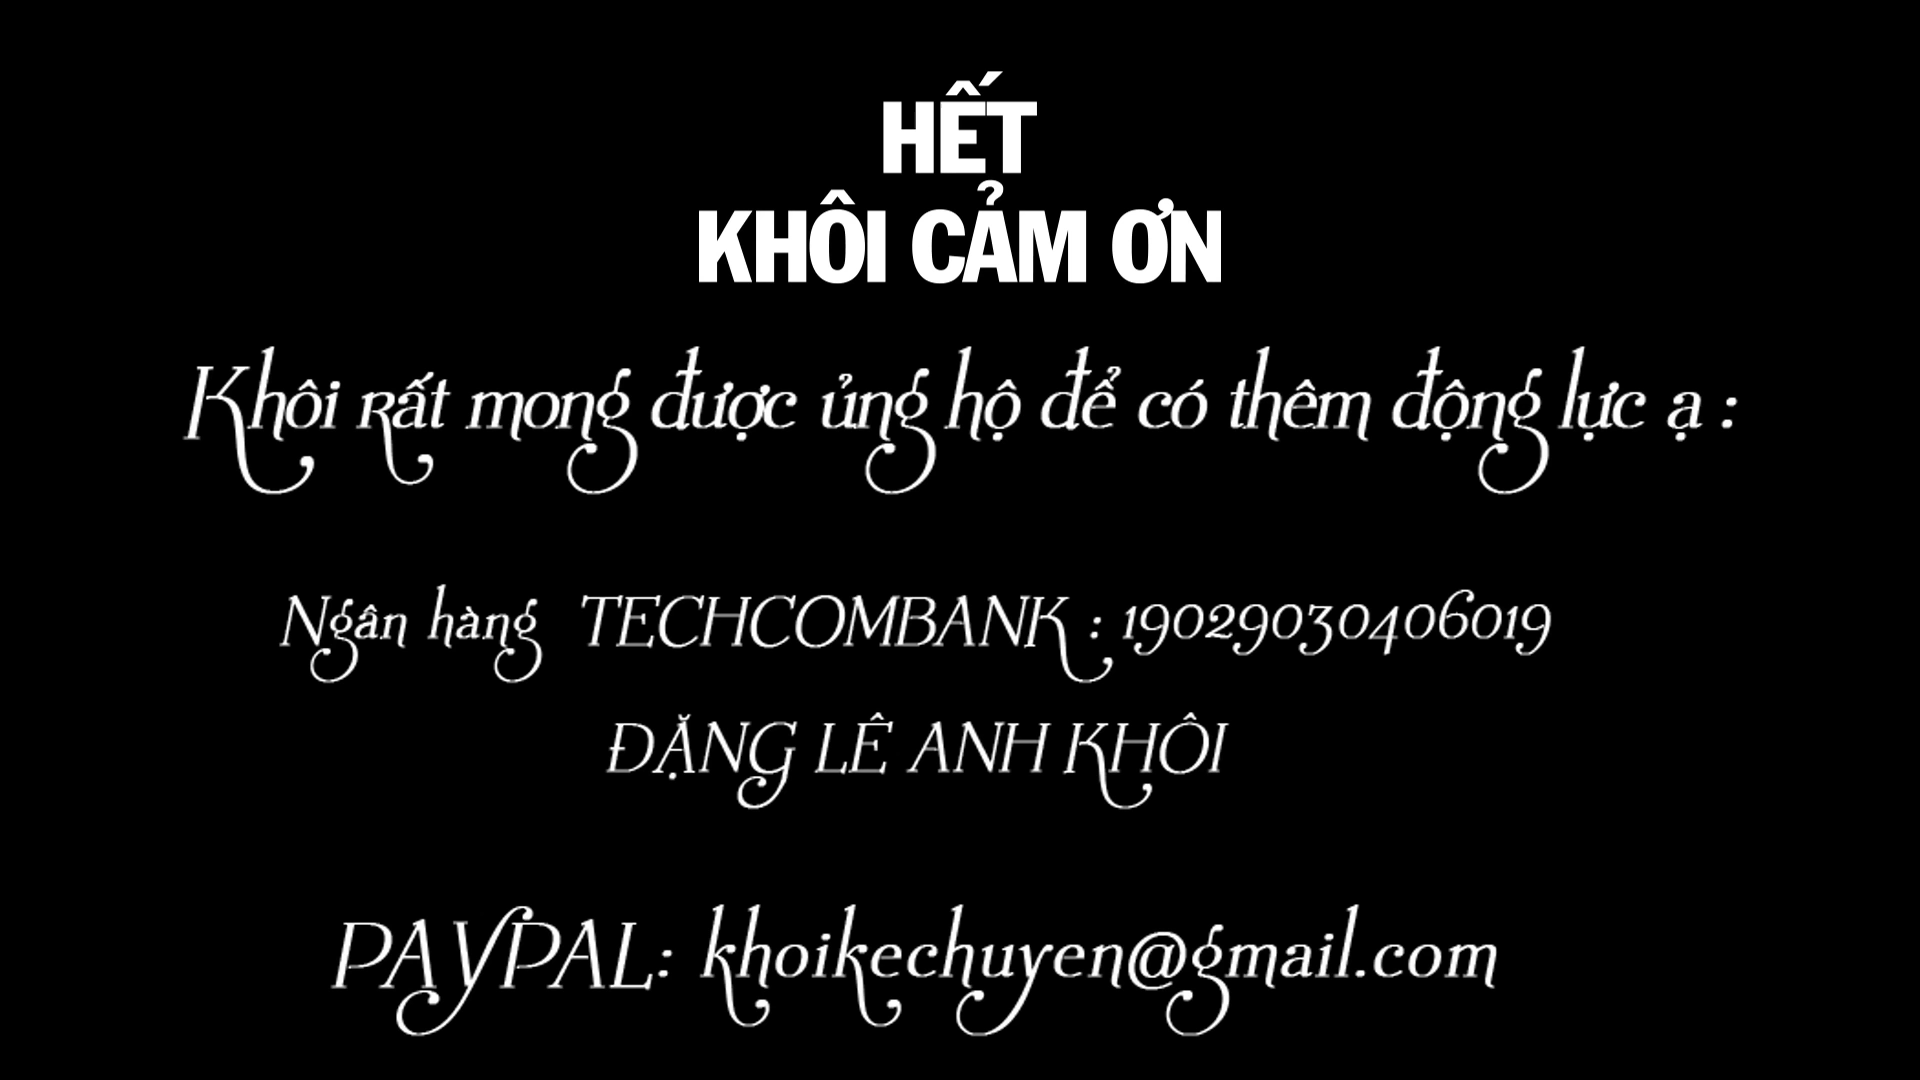 HẾT
KHÔI CẢM ƠN
Khôi rất mong được ủng hộ để có thêm động lực ạ :
Ngân hàng TECHCOMBANK : 19029030406019
ĐẶNG LÊ ANH KHÔI
PAYPAL: khoikechuyen@gmail.com